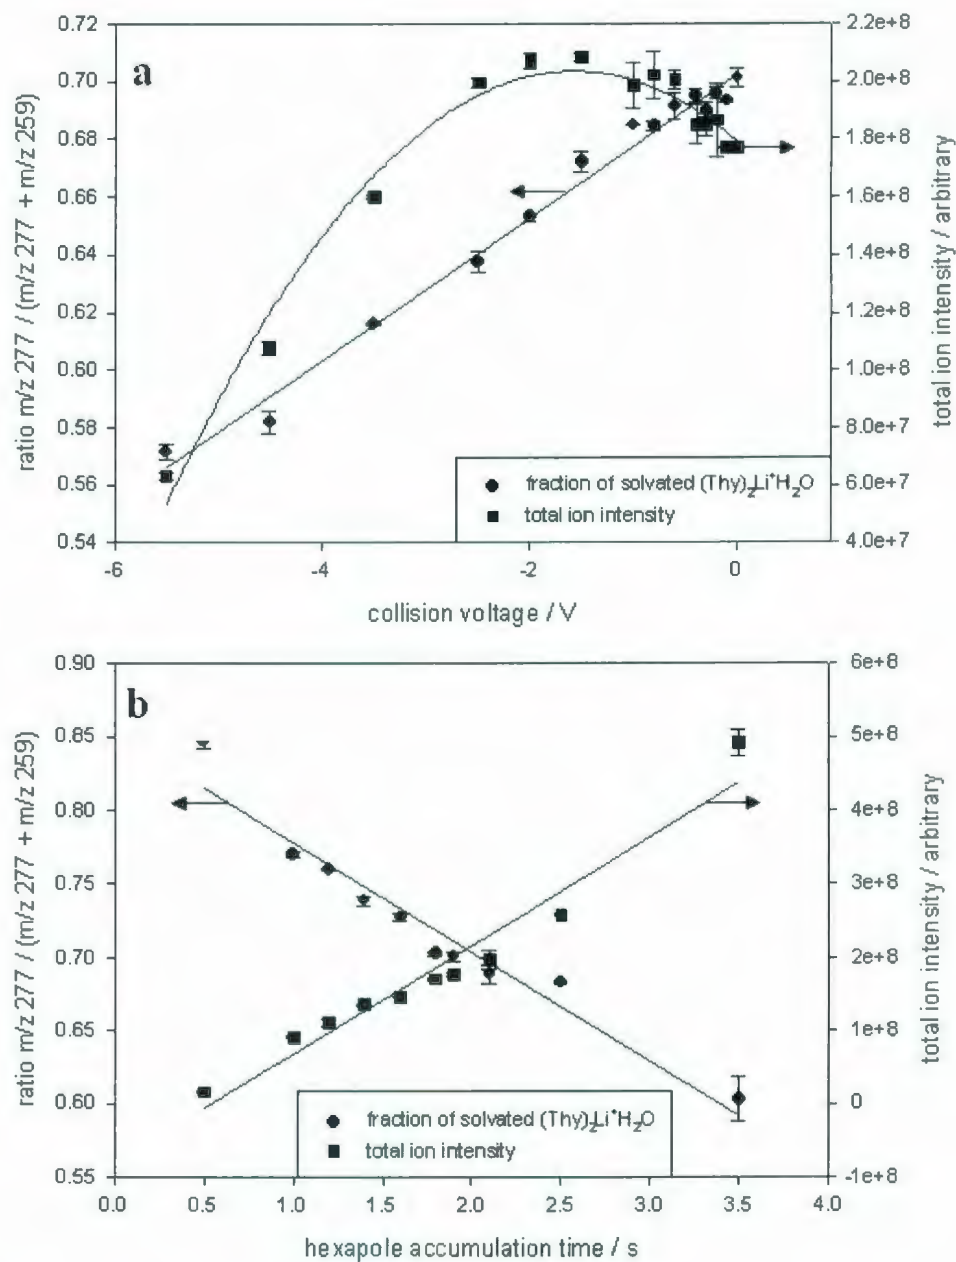 a
0.72
0.70
0.68
0.66
0.64
0.62
0.60
0.58
0.56
0.54
ratio m/z 277 / (m/z 277 + m/z 259)
2.2e+8
2.0e+8
1.8e+8
1.6e+8
1.4e+8
1.2e+8
1.0e+8
8.0e+7
6.0e+7
4.0e+7
total ion intensity / arbitrary
fraction of solvated (Thy)₂Li⁺H₂O
total ion intensity
-6 -4 -2 0
collision voltage / V
b
0.90
0.85
0.80
0.75
0.70
0.65
0.60
0.55
ratio m/z 277 / (m/z 277 + m/z 259)
6e+8
5e+8
4e+8
3e+8
2e+8
1e+8
0
-1e+8
total ion intensity / arbitrary
fraction of solvated (Thy)₂Li⁺H₂O
total ion intensity
0.0 0.5 1.0 1.5 2.0 2.5 3.0 3.5 4.0
hexapole accumulation time / s